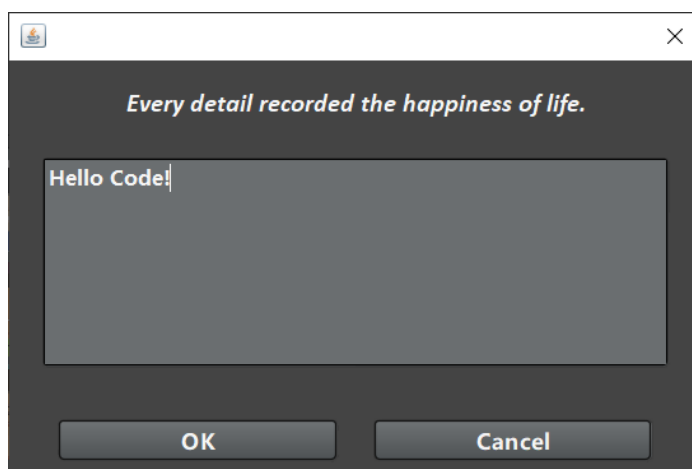 Every detail recorded the happiness of life.
Hello Code!
OK
Cancel